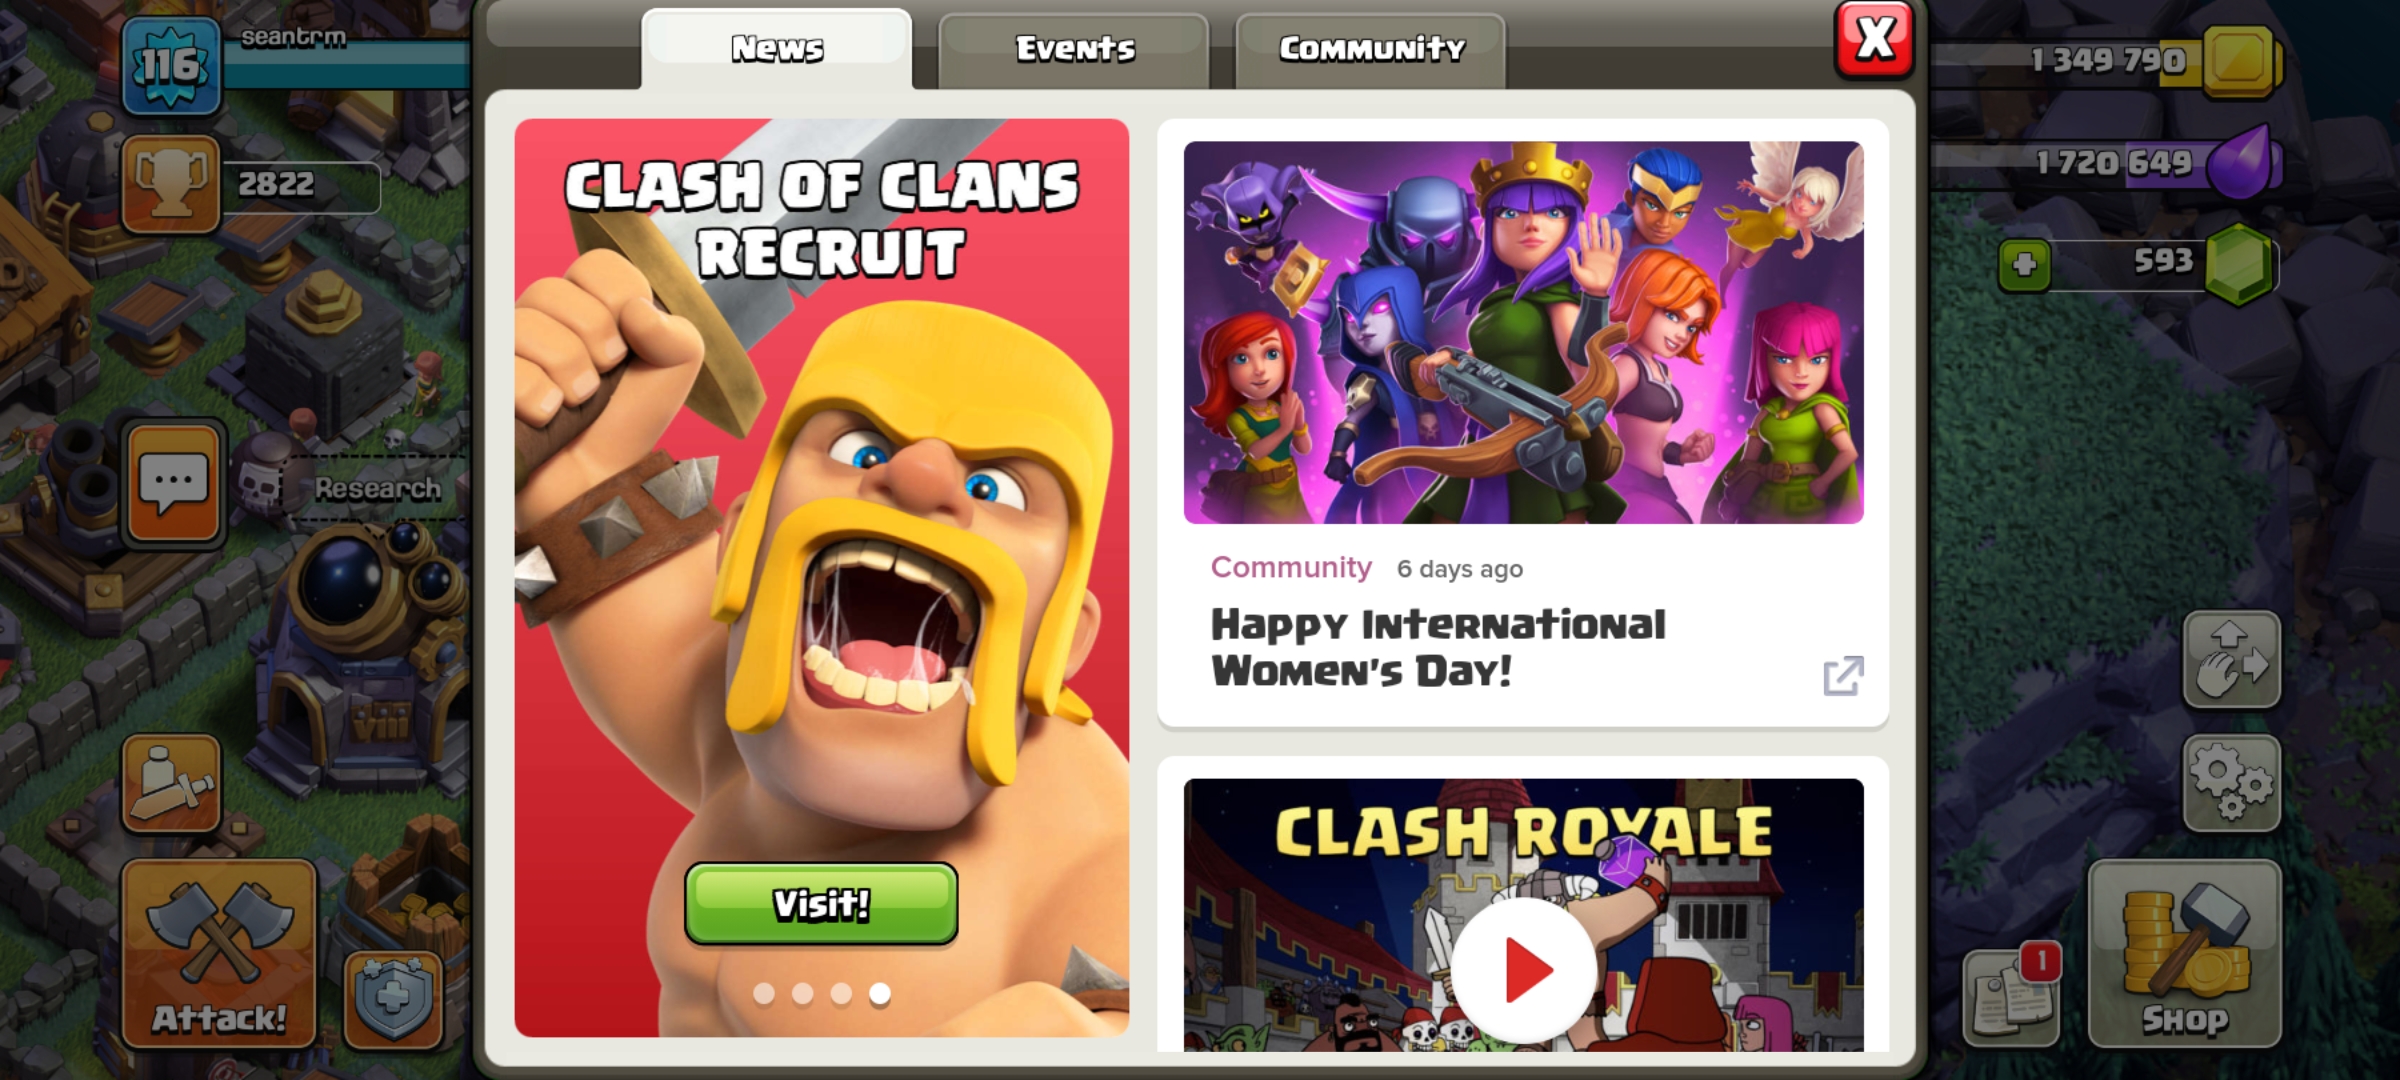 116
seantrm
News
Events
Community
X
1 349 790
2822
1 720 649
593
CLASH OF CLANS
RECRUIT
Research
Community 6 days ago
Happy International
Women's Day!
VIII
CLASH ROYALE
Visit!
Attack!
1
Shop